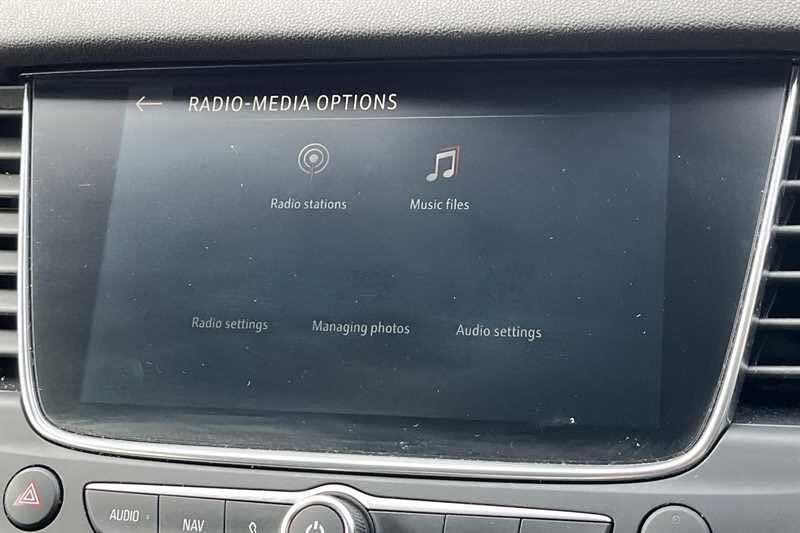 RADIO-MEDIA OPTIONS
Radio stations Music files
Radio settings Managing photos Audio settings
AUDIO NAV